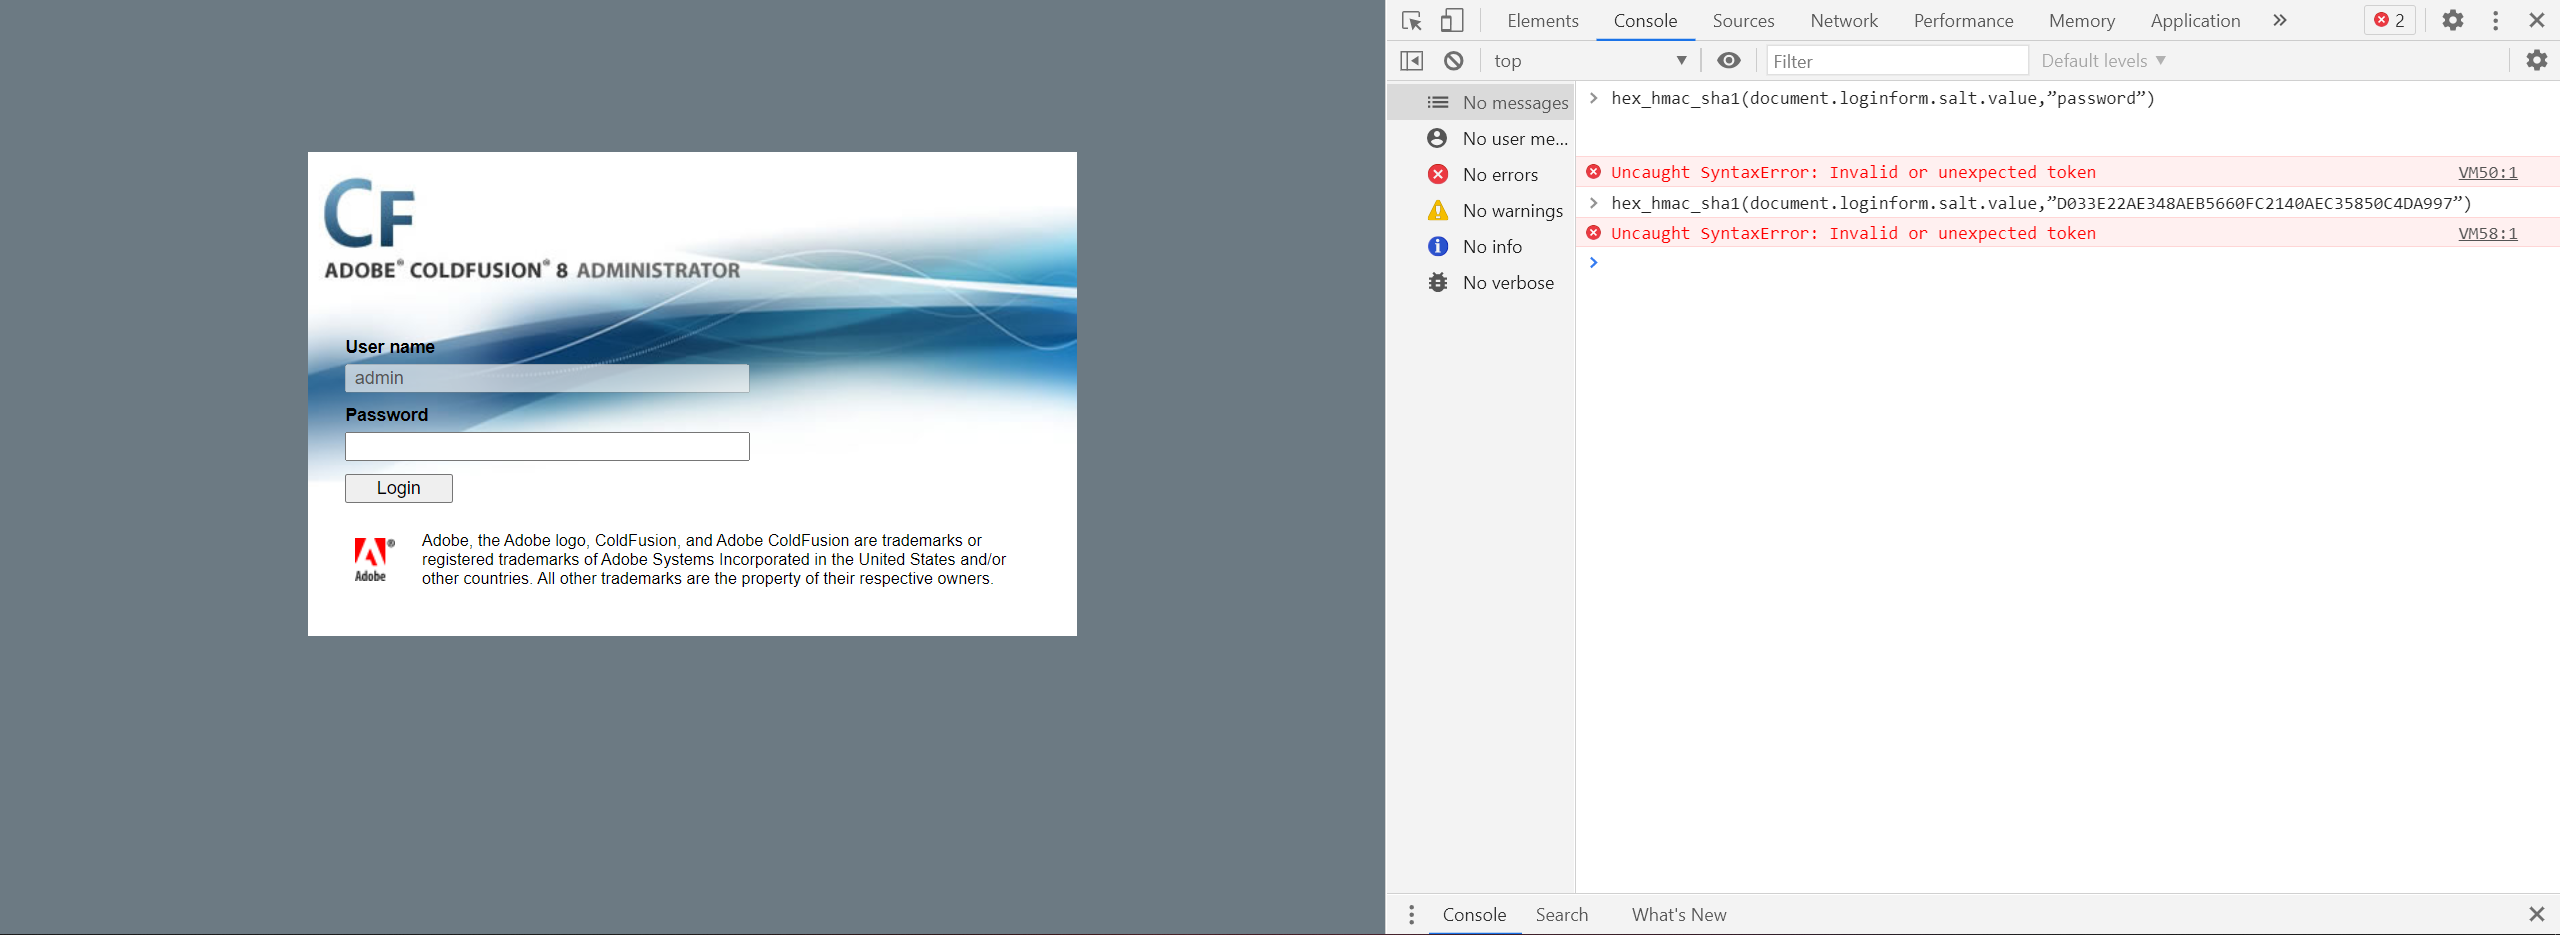 CF
ADOBE® COLDFUSION® 8 ADMINISTRATOR
User name
admin
Password
Login
Adobe
®
Adobe, the Adobe logo, ColdFusion, and Adobe ColdFusion are trademarks or
registered trademarks of Adobe Systems Incorporated in the United States and/or
other countries. All other trademarks are the property of their respective owners.
Elements Console Sources Network Performance Memory Application » 2
top Filter Default levels
No messages
No user me...
No errors
No warnings
No info
No verbose
> hex_hmac_sha1(document.loginform.salt.value,”password”)
Uncaught SyntaxError: Invalid or unexpected token VM50:1
> hex_hmac_sha1(document.loginform.salt.value,”D033E22AE348AEB5660FC2140AEC35850C4DA997”)
Uncaught SyntaxError: Invalid or unexpected token VM58:1
>
Console Search What's New